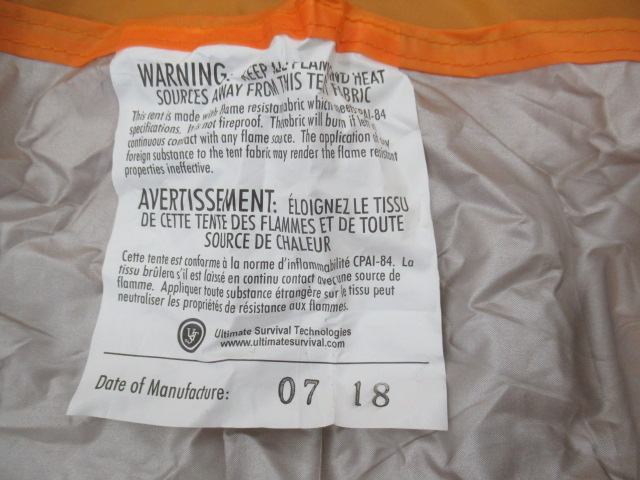 WARNING: KEEP ALL FLAME AND HEAT
SOURCES AWAY FROM THIS TENT FABRIC
This tent is made with flame resistant fabric which meets CPAI-84
specifications. It is not fireproof. The fabric will burn if left in
continuous contact with any flame source. The application of any
foreign substance to the tent fabric may render the flame resistant
properties ineffective.
AVERTISSEMENT: ÉLOIGNEZ LE TISSU
DE CETTE TENTE DES FLAMMES ET DE TOUTE
SOURCE DE CHALEUR
Cette tente est conforme à la norme d'inflammabilité CPAI-84. La
tissu brûlera s'il est laissé en continu contact avec une source de
flamme. Appliquer toute substance étrangère sur le tissu peut
neutraliser les propriétés de résistance aux flammes.
UST
Ultimate Survival Technologies
www.ultimatesurvival.com
Date of Manufacture: 07 18